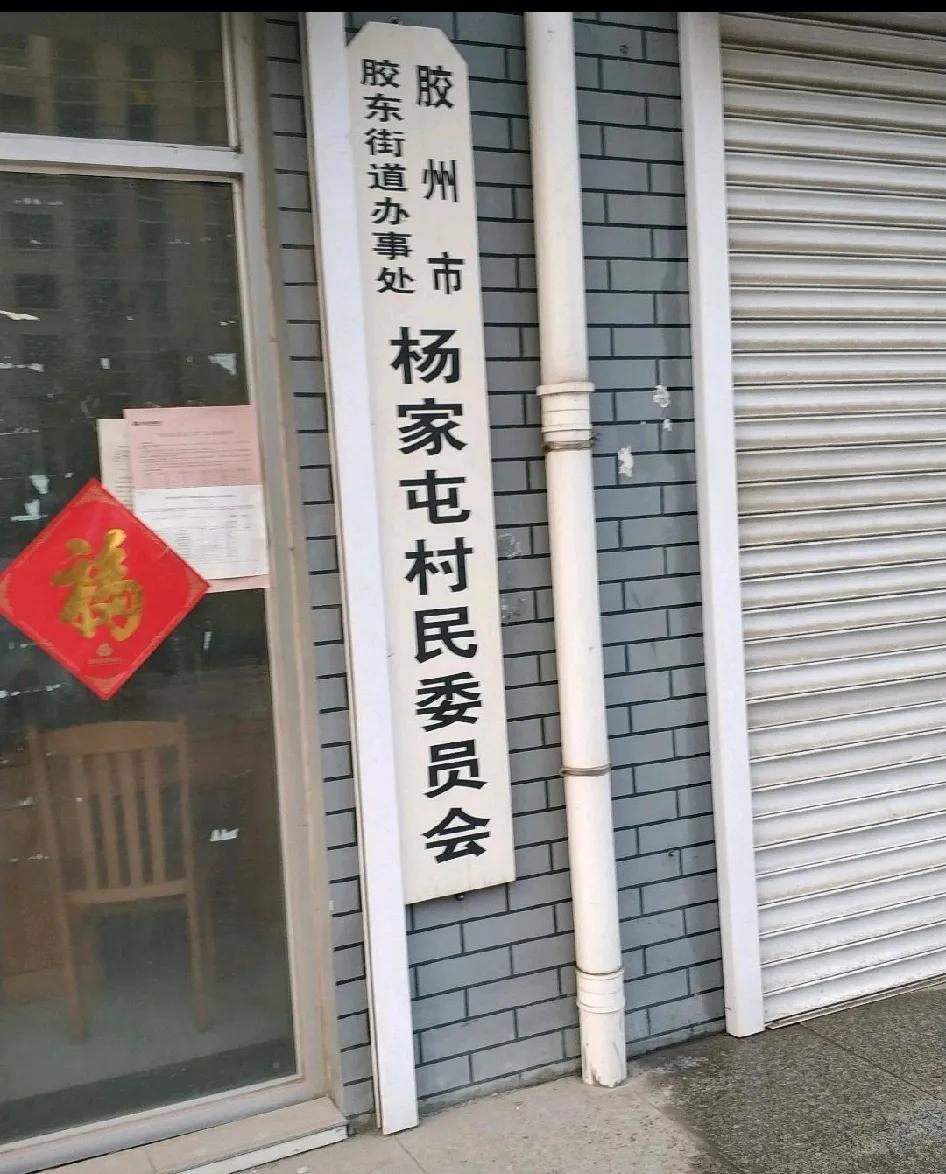 胶州市
胶东街道办事处
杨家屯村民委员会
福